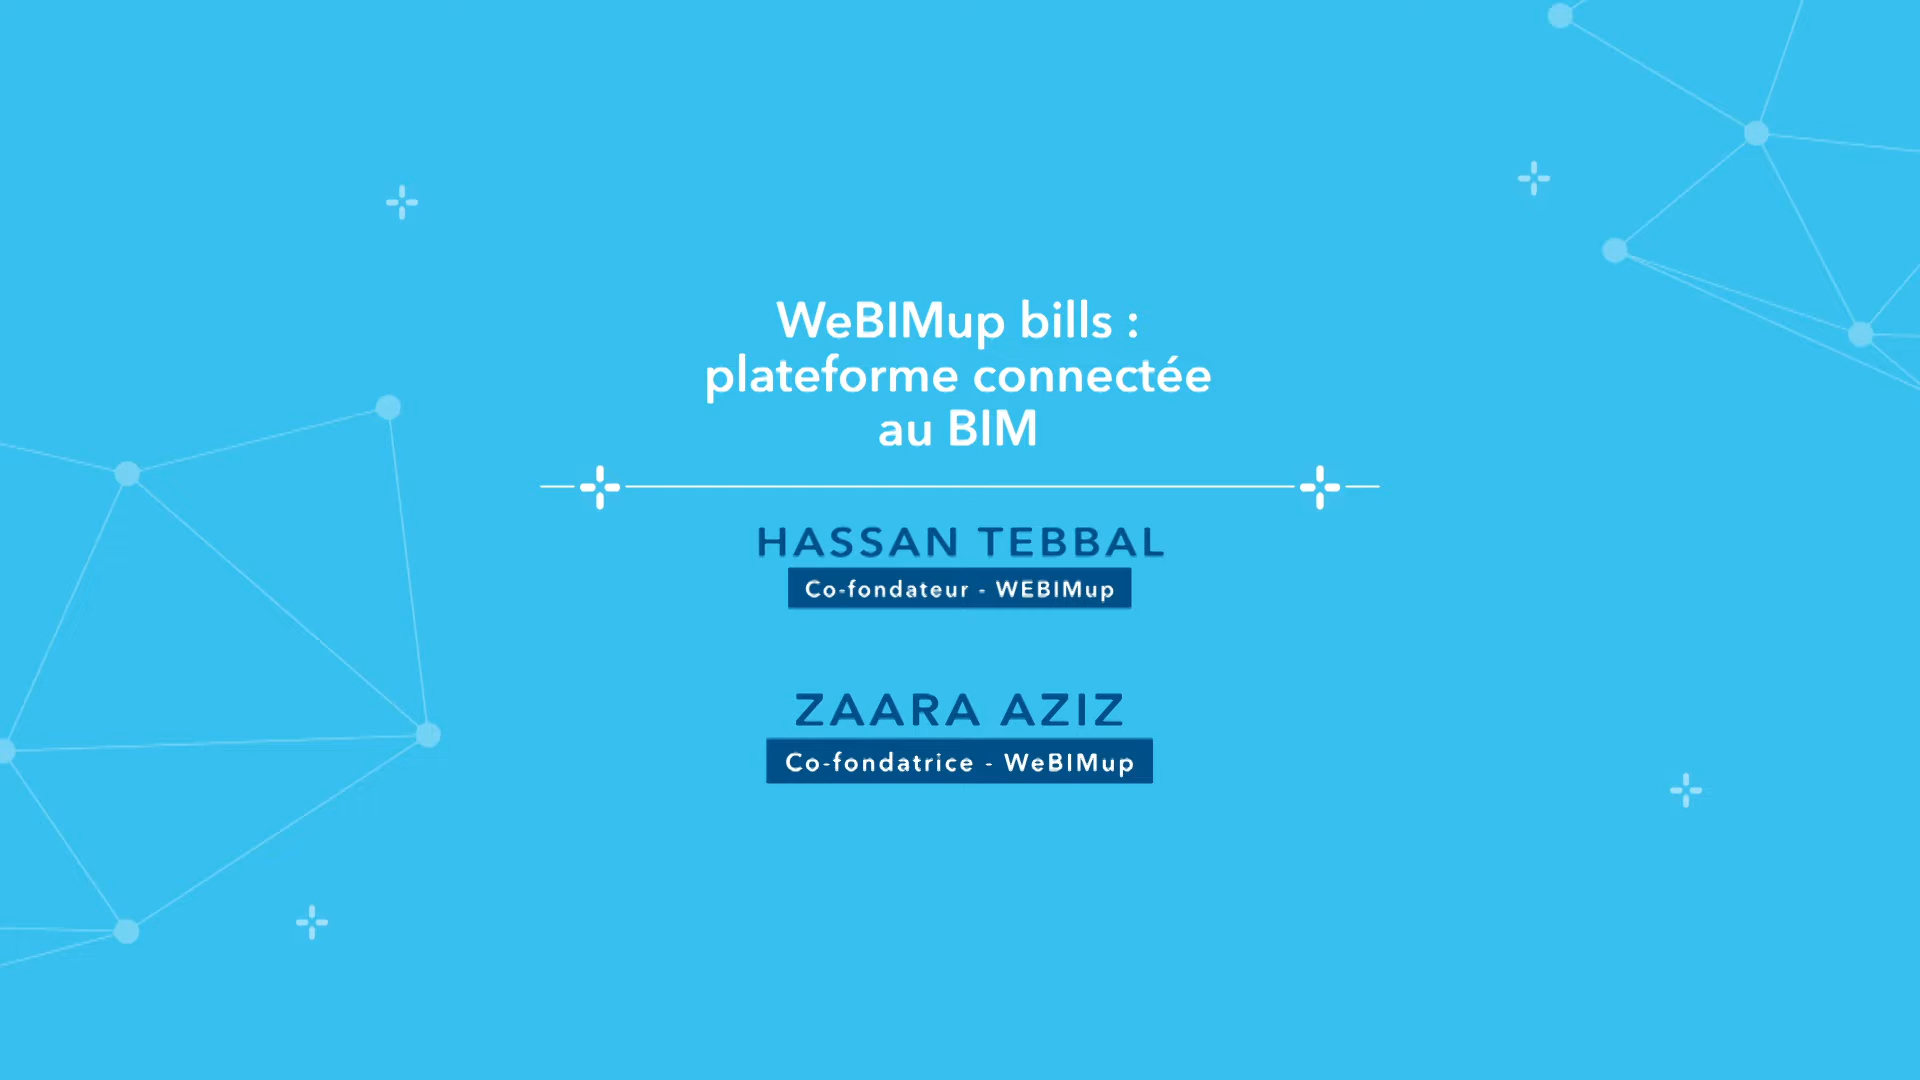 WeBIMup bills :
plateforme connectée
au BIM
HASSAN TEBBAL
Co-fondateur - WEBIMup
ZAARA AZIZ
Co-fondatrice - WeBIMup